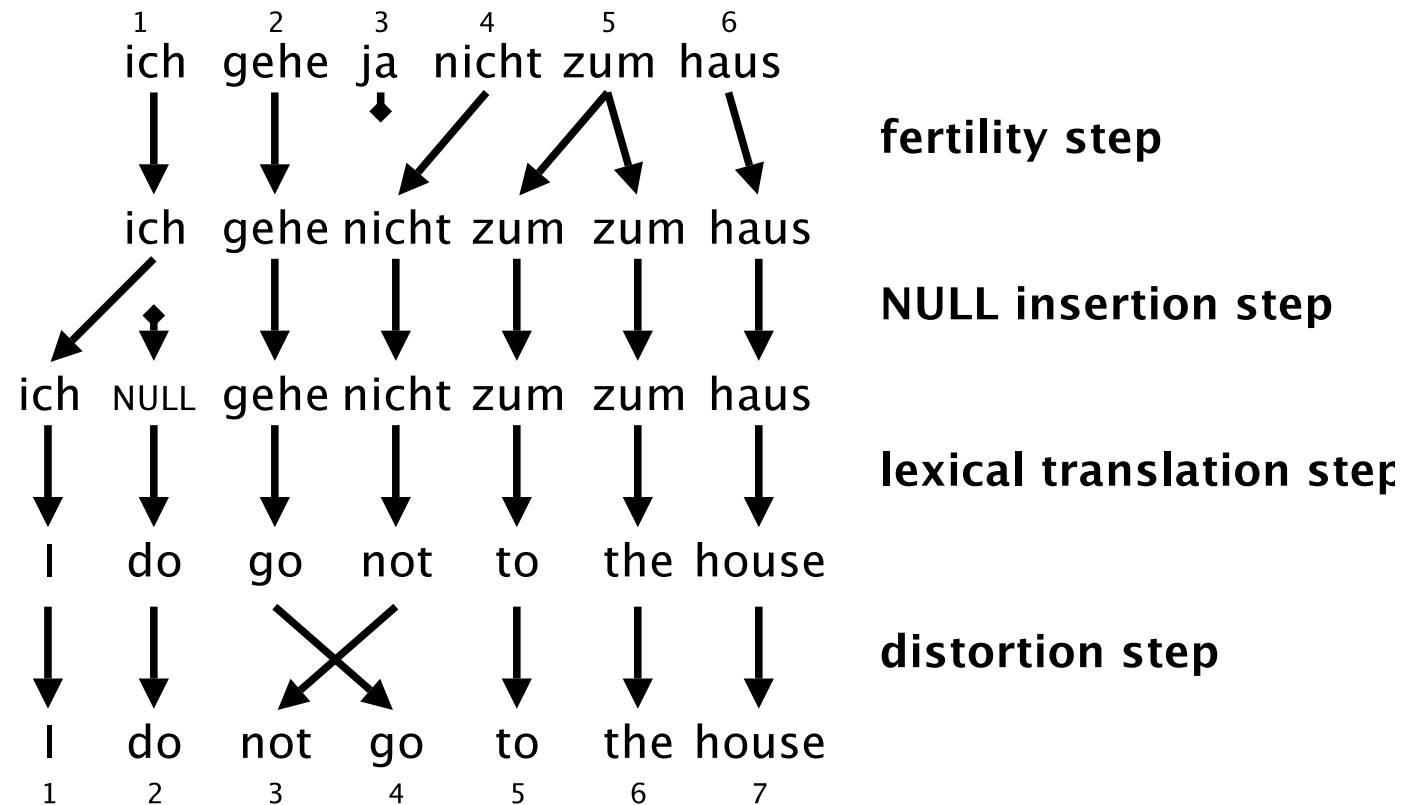 1 2 3 4 5 6
ich gehe ja nicht zum haus
fertility step
ich gehe nicht zum zum haus
NULL insertion step
ich NULL gehe nicht zum zum haus
lexical translation step
I do go not to the house
distortion step
I do not go to the house
1 2 3 4 5 6 7